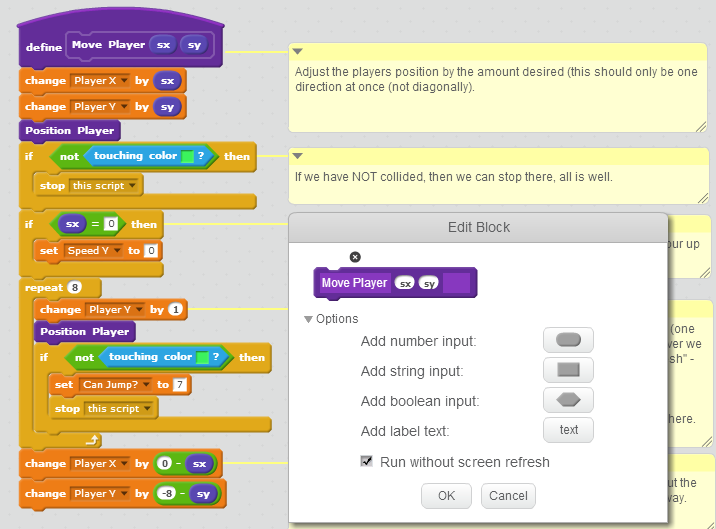 define Move Player sx sy
change Player X by sx
change Player Y by sy
Position Player
if not touching color ? then
stop this script
if sx = 0 then
set Speed Y to 0
repeat 8
change Player Y by 1
Position Player
if not touching color ? then
set Can Jump? to 7
stop this script
change Player X by 0 - sx
change Player Y by -8 - sy
Adjust the players position by the amount desired (this should only be one
direction at once (not diagonally).
If we have NOT collided, then we can stop there, all is well.
our up
(one
ver we
sh" -
here.
ut the
way.
Edit Block
Move Player sx sy
Options
Add number input:
Add string input:
Add boolean input:
Add label text: text
Run without screen refresh
OK Cancel